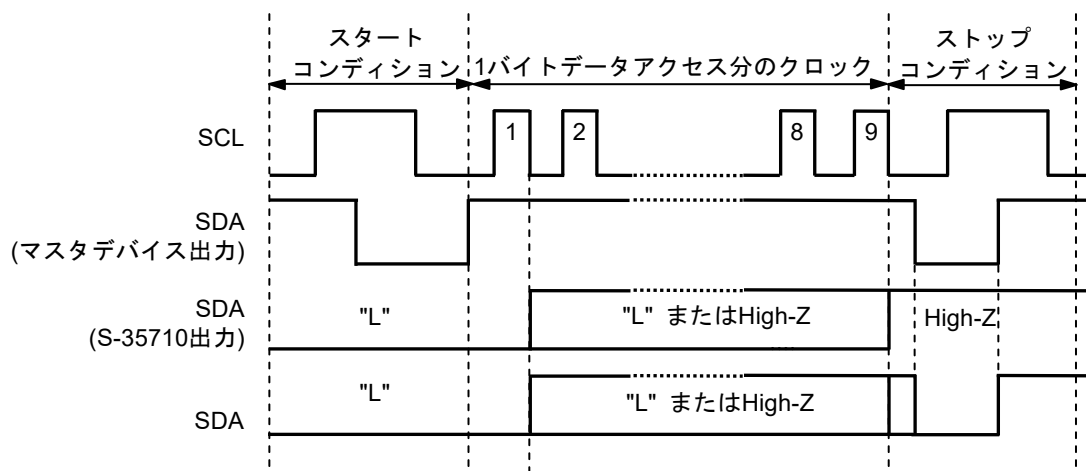 スタート
コンディション
1バイトデータアクセス分のクロック
ストップ
コンディション
SCL
1
2
8
9
SDA
(マスタデバイス出力)
SDA
(S-35710出力)
"L"
"L" またはHigh-Z
High-Z
SDA
"L"
"L" またはHigh-Z